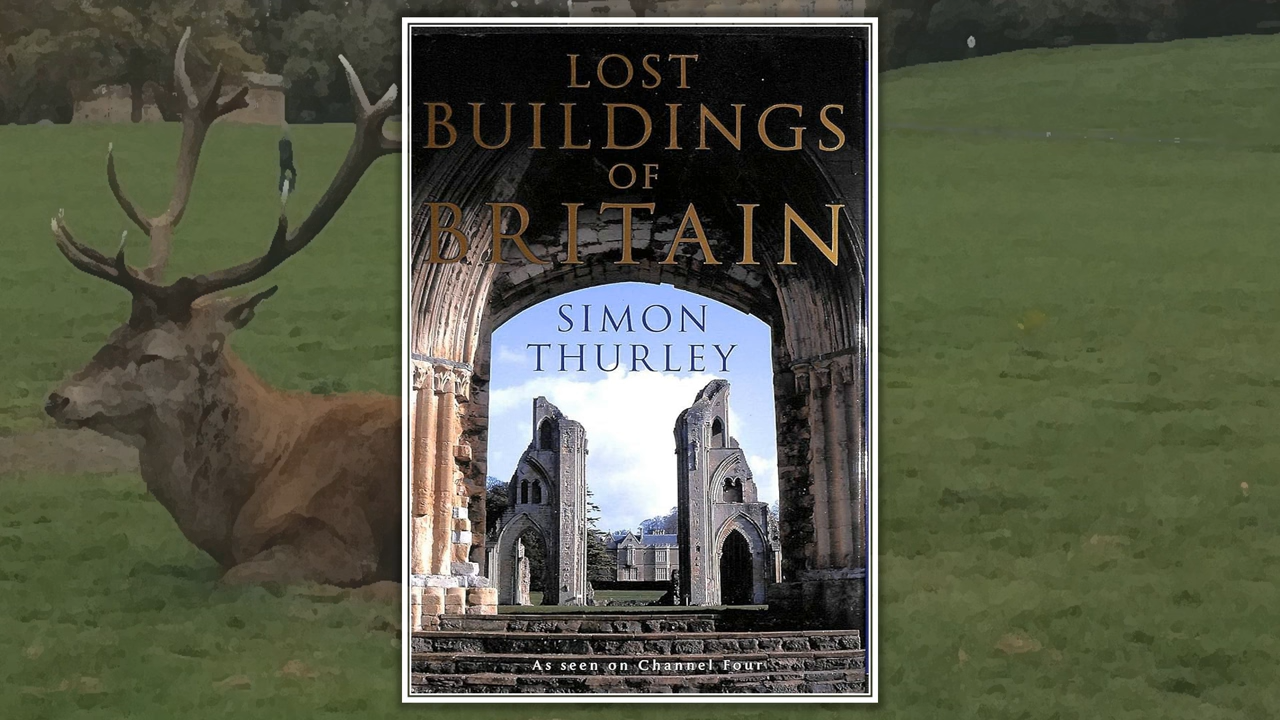 LOST
BUILDINGS
OF
BRITAIN
SIMON
THURLEY
As seen on Channel Four